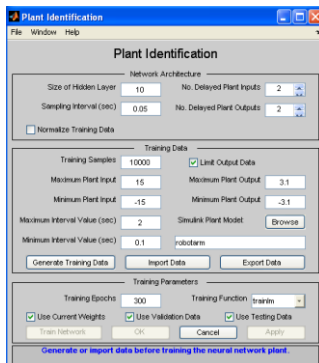 Plant Identification
File Window Help
Plant Identification
Network Architecture
Size of Hidden Layer 10 No. Delayed Plant Inputs 2
Sampling Interval (sec) 0.05 No. Delayed Plant Outputs 2
Normalize Training Data
Training Data
Training Samples 10000 Limit Output Data
Maximum Plant Input 15 Maximum Plant Output 3.1
Minimum Plant Input -15 Minimum Plant Output -3.1
Maximum Interval Value (sec) 2 Simulink Plant Model: Browse
Minimum Interval Value (sec) 0.1 robotarm
Generate Training Data Import Data Export Data
Training Parameters
Training Epochs 300 Training Function trainlm
Use Current Weights Use Validation Data Use Testing Data
Train Network OK Cancel Apply
Generate or import data before training the neural network plant.